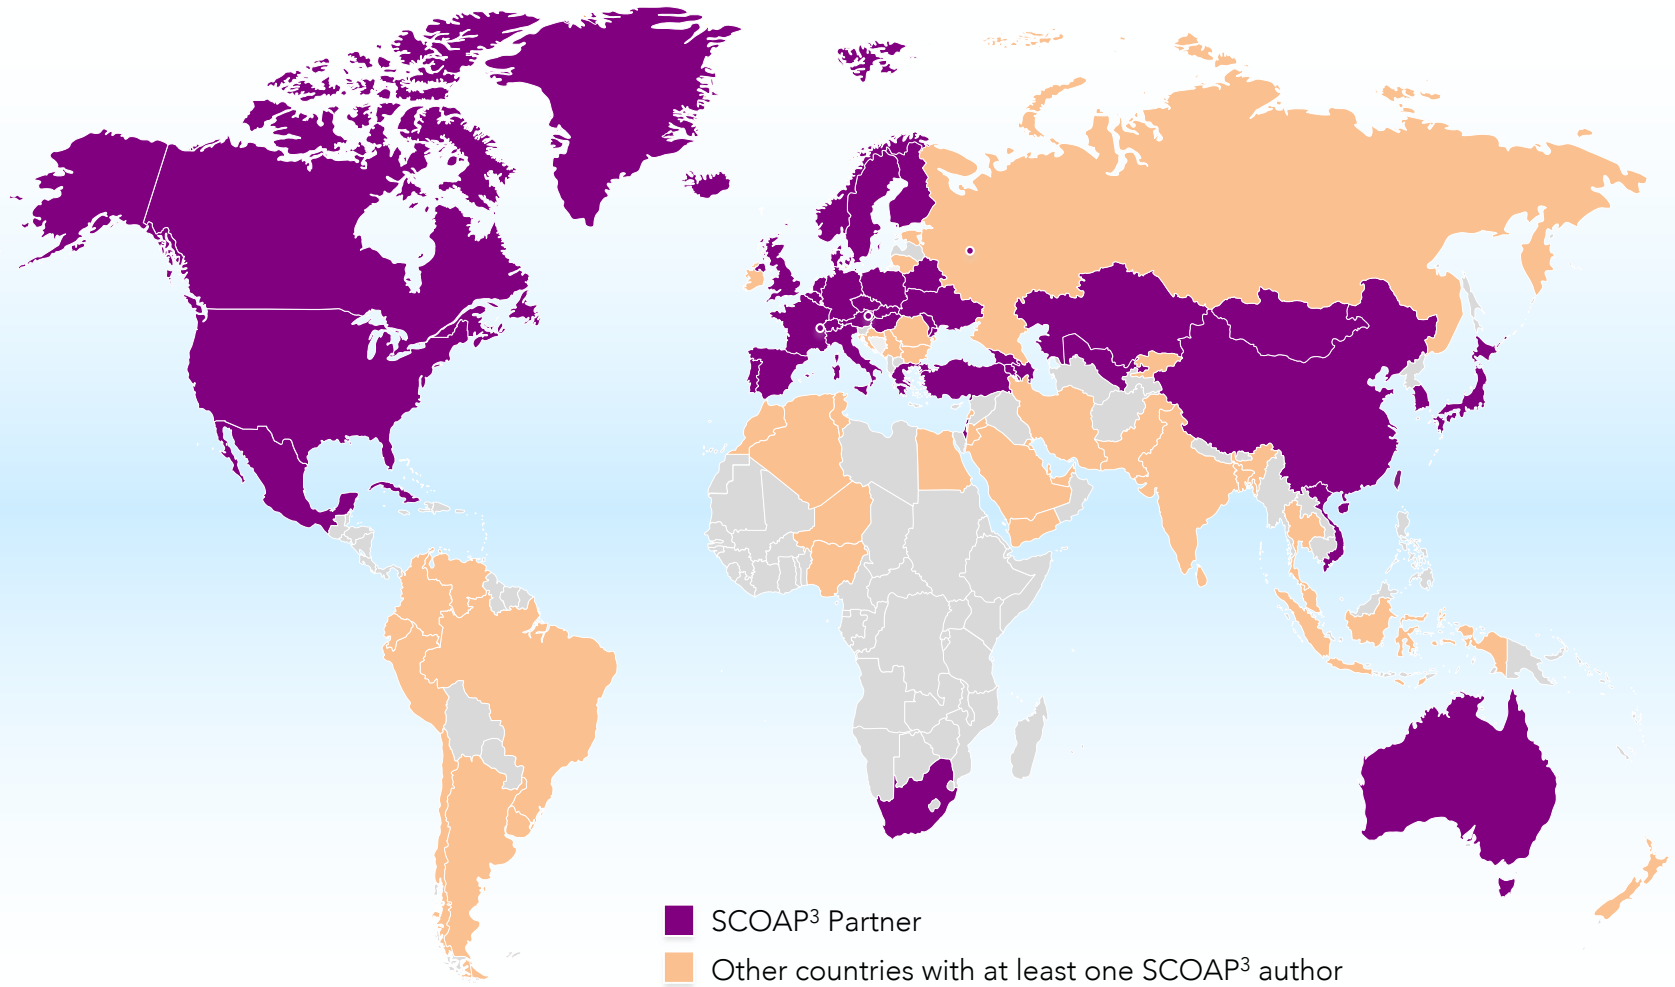 SCOAP³ Partner
Other countries with at least one SCOAP³ author